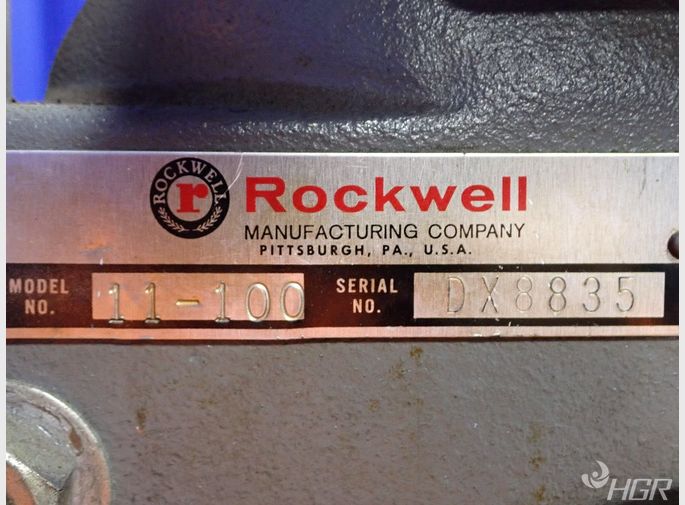 ROCKWELL
r
Rockwell
MANUFACTURING COMPANY
PITTSBURGH, PA., U.S.A.
MODEL NO. 11-100
SERIAL NO. DX8835
HGR